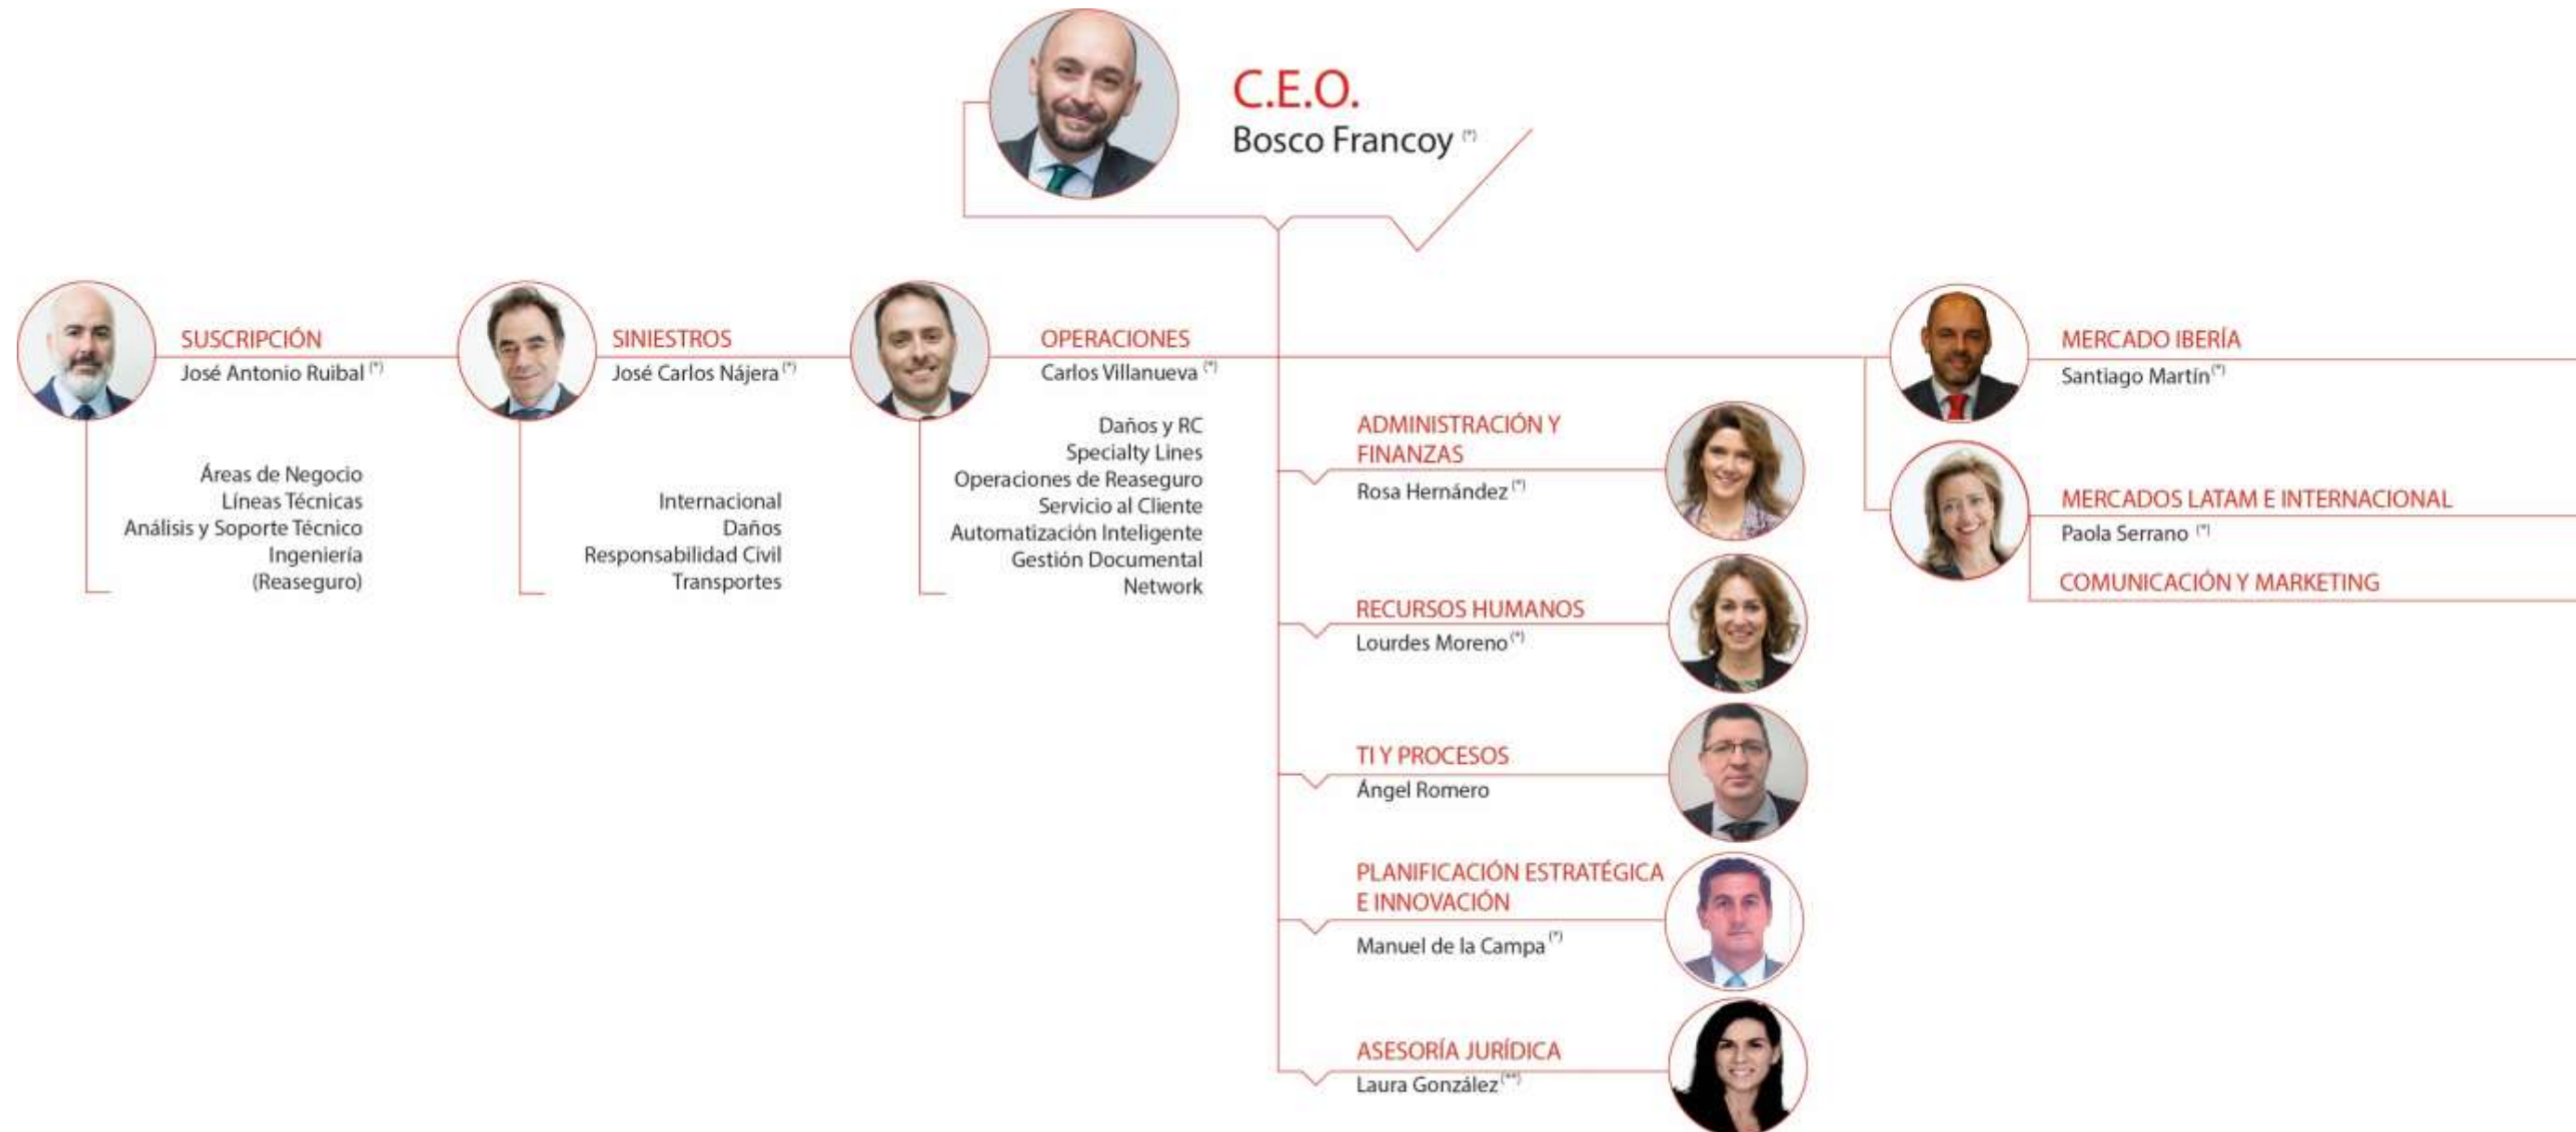 C.E.O.
Bosco Francoy (*)
SUSCRIPCIÓN
José Antonio Ruibal (*)
Áreas de Negocio
Líneas Técnicas
Análisis y Soporte Técnico
Ingeniería
(Reaseguro)
SINIESTROS
José Carlos Nájera (*)
Internacional
Daños
Responsabilidad Civil
Transportes
OPERACIONES
Carlos Villanueva (*)
Daños y RC
Specialty Lines
Operaciones de Reaseguro
Servicio al Cliente
Automatización Inteligente
Gestión Documental
Network
ADMINISTRACIÓN Y
FINANZAS
Rosa Hernández (*)
RECURSOS HUMANOS
Lourdes Moreno (*)
TI Y PROCESOS
Ángel Romero
PLANIFICACIÓN ESTRATÉGICA
E INNOVACIÓN
Manuel de la Campa (*)
ASESORÍA JURÍDICA
Laura González (**)
MERCADO IBERÍA
Santiago Martín (*)
MERCADOS LATAM E INTERNACIONAL
Paola Serrano (*)
COMUNICACIÓN Y MARKETING